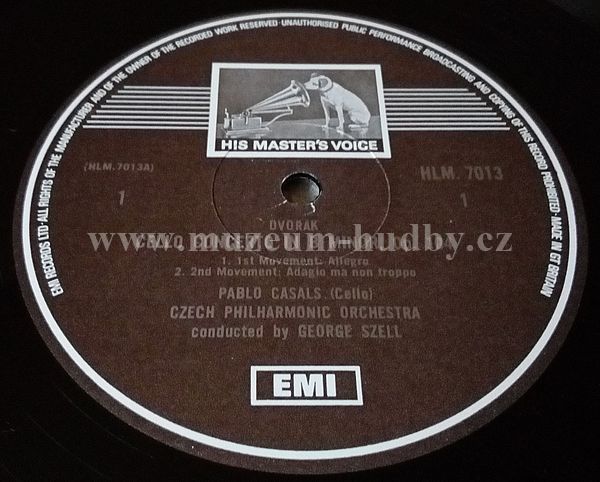 EMI RECORDS LTD·ALL RIGHTS OF THE MANUFACTURER AND OF THE OWNER OF THE RECORDED WORK RESERVED·UNAUTHORISED PUBLIC PERFORMANCE BROADCASTING AND COPYING OF THIS RECORD PROHIBITED·MADE IN GT BRITAIN
HIS MASTER'S VOICE
(HLM.7013A) HLM. 7013
1 1
DVORAK
CELLO CONCERTO MINOR
www.muzeum-hudby.cz
1. 1st Movement: Allegro
2. 2nd Movement: Adagio ma non troppo
PABLO CASALS (Cello)
CZECH PHILHARMONIC ORCHESTRA
conducted by GEORGE SZELL
EMI